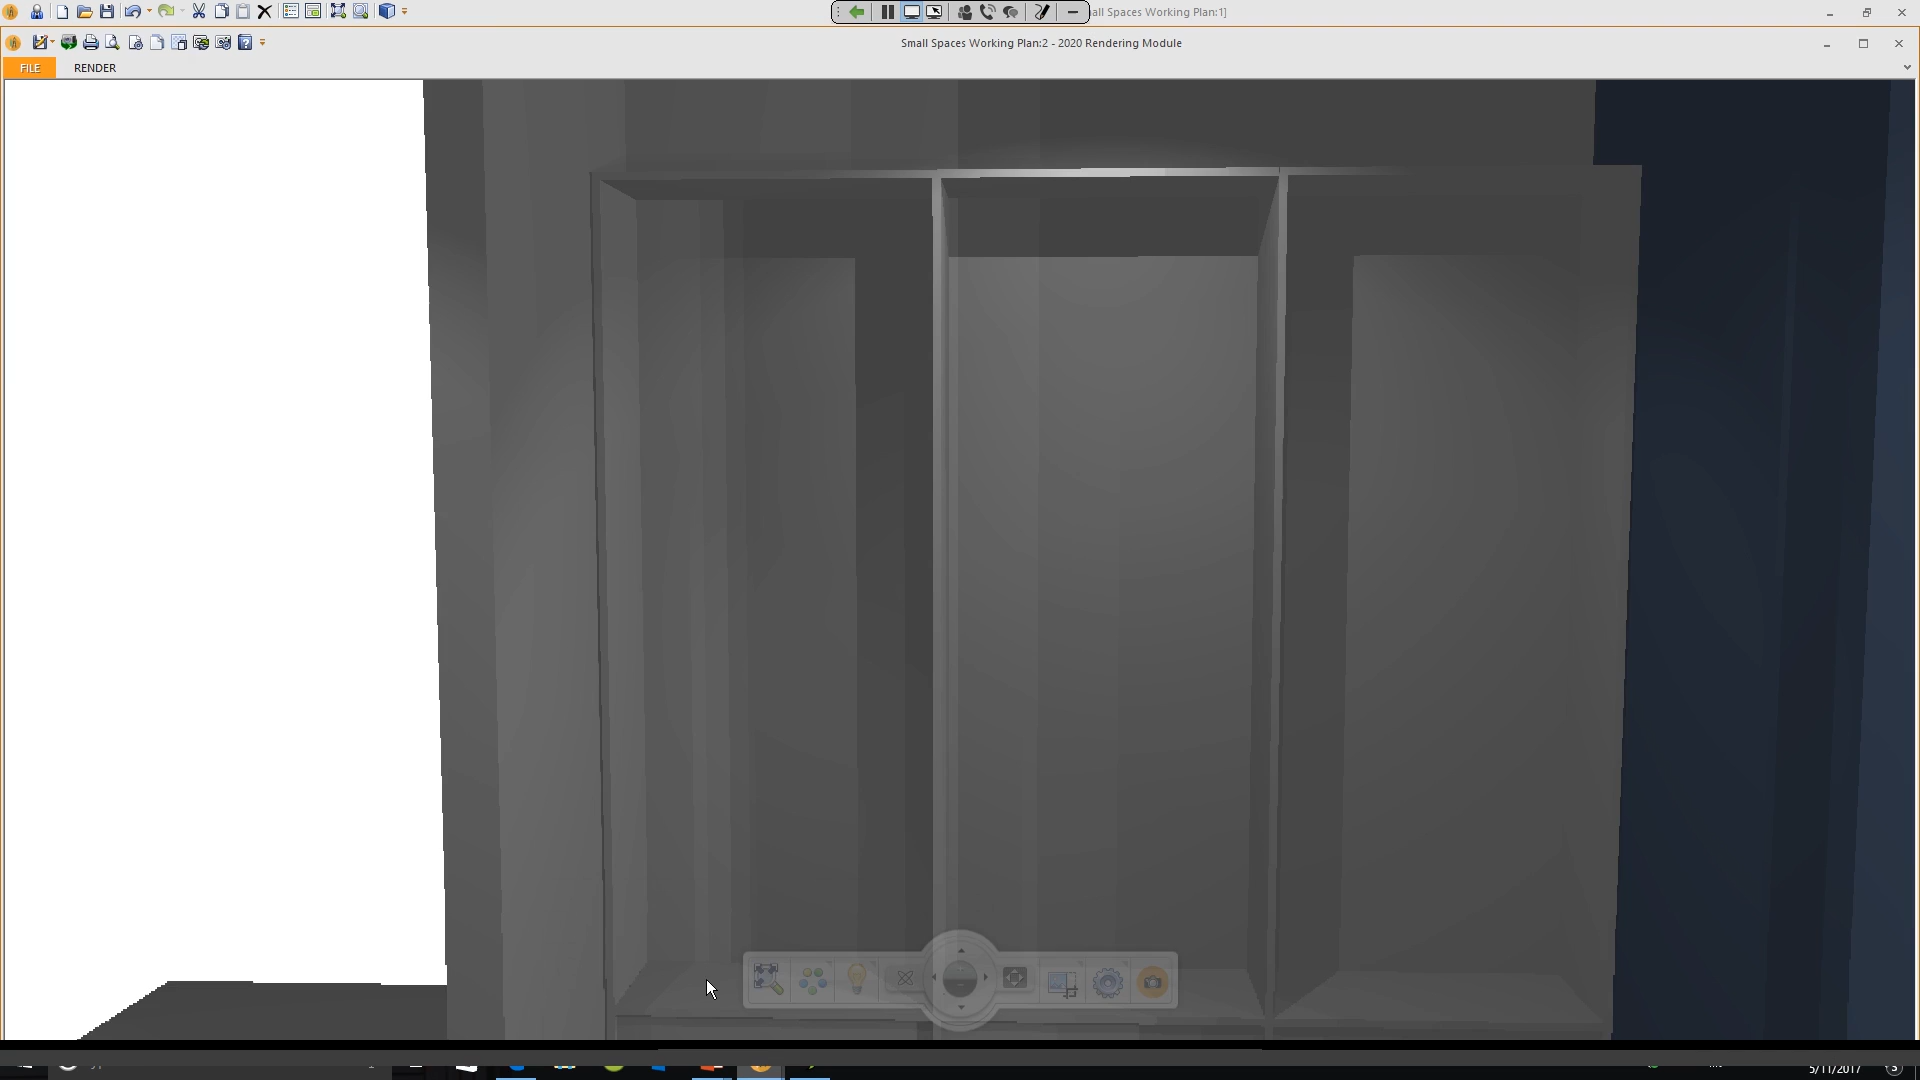 all Spaces Working Plan:1]
Small Spaces Working Plan:2 - 2020 Rendering Module
FILE
RENDER
5/11/2017